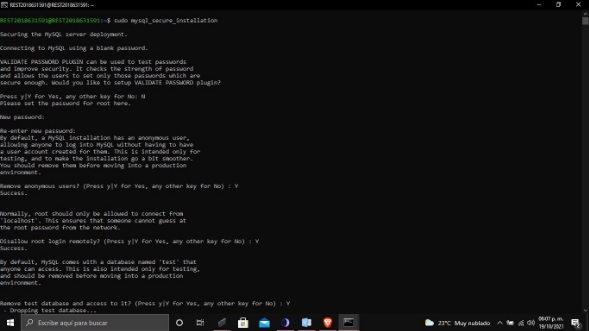 REST2018631591@REST2018631591: ~
REST2018631591@REST2018631591:~$ sudo mysql_secure_installation
Securing the MySQL server deployment.
Connecting to MySQL using a blank password.
VALIDATE PASSWORD PLUGIN can be used to test passwords
and improve security. It checks the strength of password
and allows the users to set only those passwords which are
secure enough. Would you like to setup VALIDATE PASSWORD plugin?
Press y|Y for Yes, any other key for No: N
Please set the password for root here.
New password:
Re-enter new password:
By default, a MySQL installation has an anonymous user,
allowing anyone to log into MySQL without having to have
a user account created for them. This is intended only for
testing, and to make the installation go a bit smoother.
You should remove them before moving into a production
environment.
Remove anonymous users? (Press y|Y for Yes, any other key for No) : Y
Success.
Normally, root should only be allowed to connect from
'localhost'. This ensures that someone cannot guess at
the root password from the network.
Disallow root login remotely? (Press y|Y for Yes, any other key for No) : Y
Success.
By default, MySQL comes with a database named 'test' that
anyone can access. This is also intended only for testing,
and should be removed before moving into a production
environment.
Remove test database and access to it? (Press y|Y for Yes, any other key for No) : Y
- Dropping test database...
Escribe aquí para buscar
22°C Muy nublado
06:07 p. m.
19/10/2021